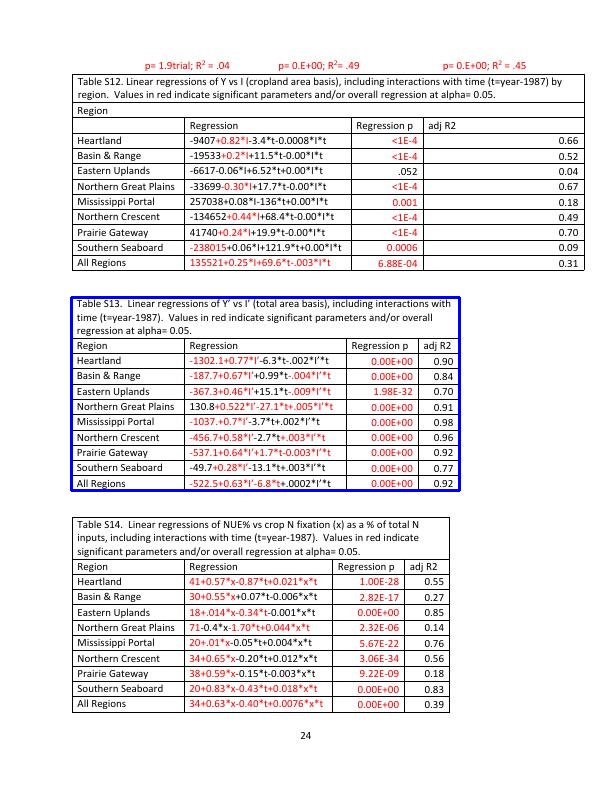 p= 1.9trial; R² = .04 p= 0.E+00; R²= .49 p= 0.E+00; R² = .45
Table S12. Linear regressions of Y vs I (cropland area basis), including interactions with time (t=year-1987) by
region. Values in red indicate significant parameters and/or overall regression at alpha= 0.05.
Region
Regression Regression p adj R2
Heartland -9407+0.82*I-3.4*t-0.0008*I*t <1E-4 0.66
Basin & Range -19533+0.2*I+11.5*t-0.00*I*t <1E-4 0.52
Eastern Uplands -6617-0.06*I+6.52*t+0.00*I*t .052 0.04
Northern Great Plains -33699-0.30*I+17.7*t-0.00*I*t <1E-4 0.67
Mississippi Portal 257038+0.08*I-136*t+0.00*I*t 0.001 0.18
Northern Crescent -134652+0.44*I+68.4*t-0.00*I*t <1E-4 0.49
Prairie Gateway 41740+0.24*I+19.9*t-0.00*I*t <1E-4 0.70
Southern Seaboard -238015+0.06*I+121.9*t+0.00*I*t 0.0006 0.09
All Regions 135521+0.25*I+69.6*t-.003*I*t 6.88E-04 0.31
Table S13. Linear regressions of Y’ vs I’ (total area basis), including interactions with
time (t=year-1987). Values in red indicate significant parameters and/or overall
regression at alpha= 0.05.
Region Regression Regression p adj R2
Heartland -1302.1+0.77*I’-6.3*t-.002*I’*t 0.00E+00 0.90
Basin & Range -187.7+0.67*I’+0.99*t-.004*I’*t 0.00E+00 0.84
Eastern Uplands -367.3+0.46*I’+15.1*t-.009*I’*t 1.98E-32 0.70
Northern Great Plains 130.8+0.522*I’-27.1*t+.005*I’*t 0.00E+00 0.91
Mississippi Portal -1037.+0.7*I’-3.7*t+.002*I’*t 0.00E+00 0.98
Northern Crescent -456.7+0.58*I’-2.7*t+.003*I’*t 0.00E+00 0.96
Prairie Gateway -537.1+0.64*I’+1.7*t-0.003*I’*t 0.00E+00 0.92
Southern Seaboard -49.7+0.28*I’-13.1*t+.003*I’*t 0.00E+00 0.77
All Regions -522.5+0.63*I’-6.8*t+.0002*I’*t 0.00E+00 0.92
Table S14. Linear regressions of NUE% vs crop N fixation (x) as a % of total N
inputs, including interactions with time (t=year-1987). Values in red indicate
significant parameters and/or overall regression at alpha= 0.05.
Region Regression Regression p adj R2
Heartland 41+0.57*x-0.87*t+0.021*x*t 1.00E-28 0.55
Basin & Range 30+0.55*x+0.07*t-0.006*x*t 2.82E-17 0.27
Eastern Uplands 18+.014*x-0.34*t-0.001*x*t 0.00E+00 0.85
Northern Great Plains 71-0.4*x-1.70*t+0.044*x*t 2.32E-06 0.14
Mississippi Portal 20+.01*x-0.05*t+0.004*x*t 5.67E-22 0.76
Northern Crescent 34+0.65*x-0.20*t+0.012*x*t 3.06E-34 0.56
Prairie Gateway 38+0.59*x-0.15*t-0.003*x*t 9.22E-09 0.18
Southern Seaboard 20+0.83*x-0.43*t+0.018*x*t 0.00E+00 0.83
All Regions 34+0.63*x-0.40*t+0.0076*x*t 0.00E+00 0.39
24